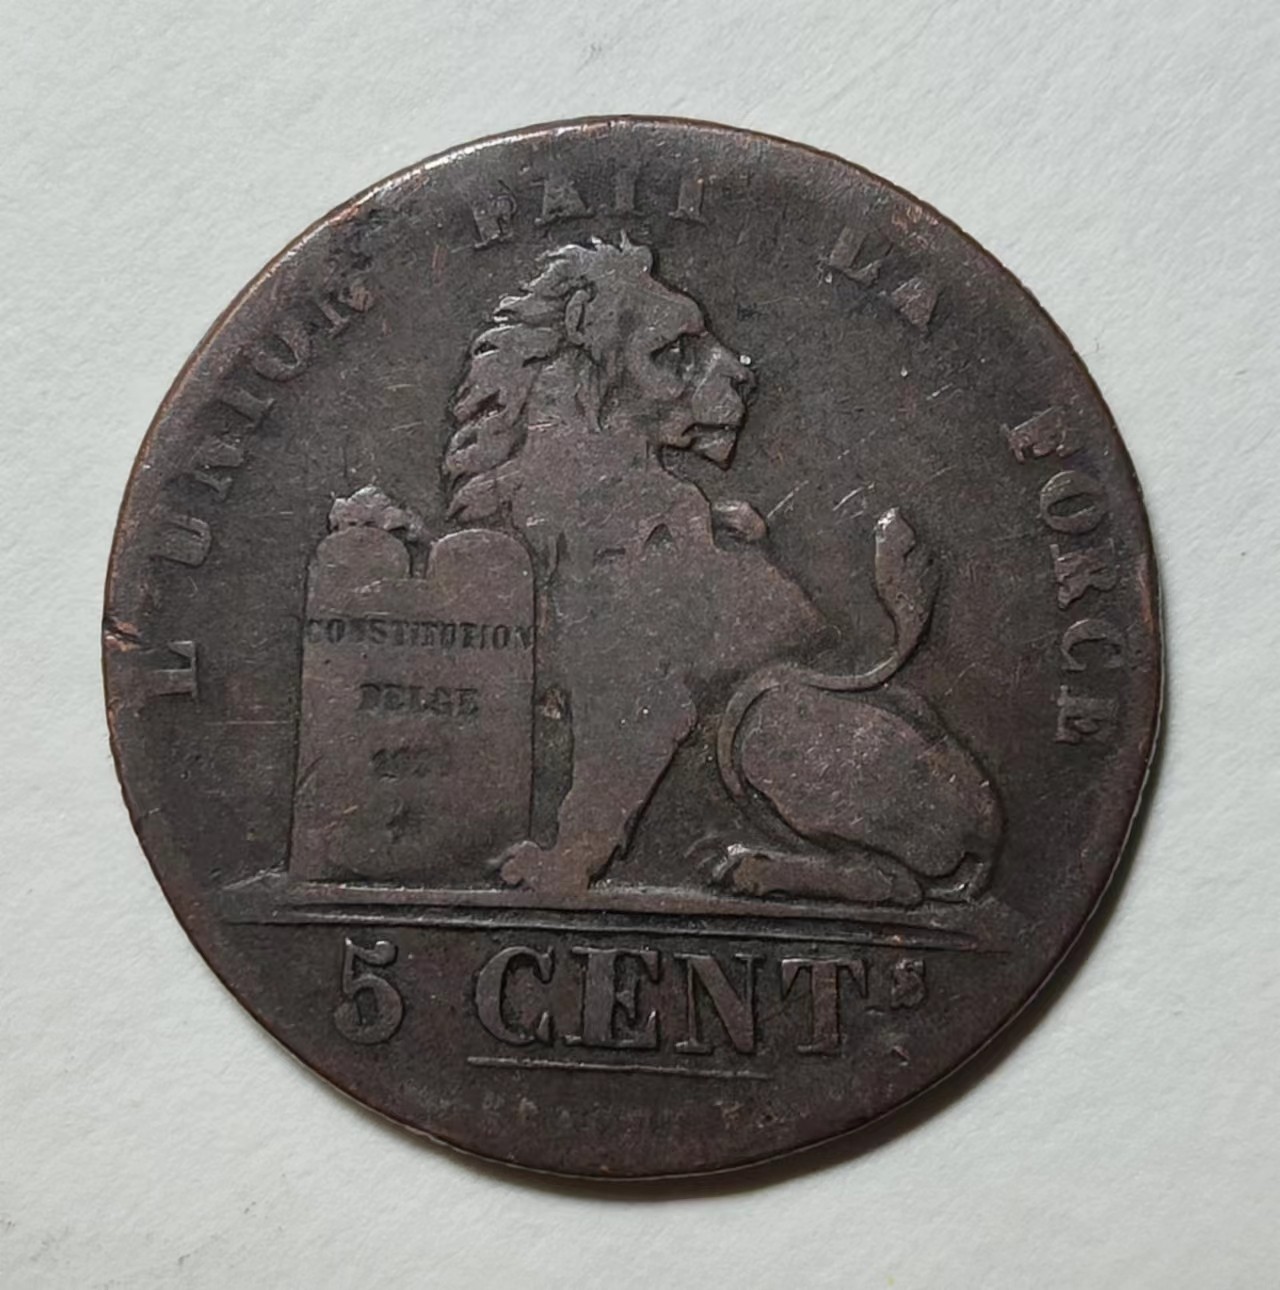 L'UNION FAIT LA FORCE
CONSTITUTION
BELGE
5 CENTS